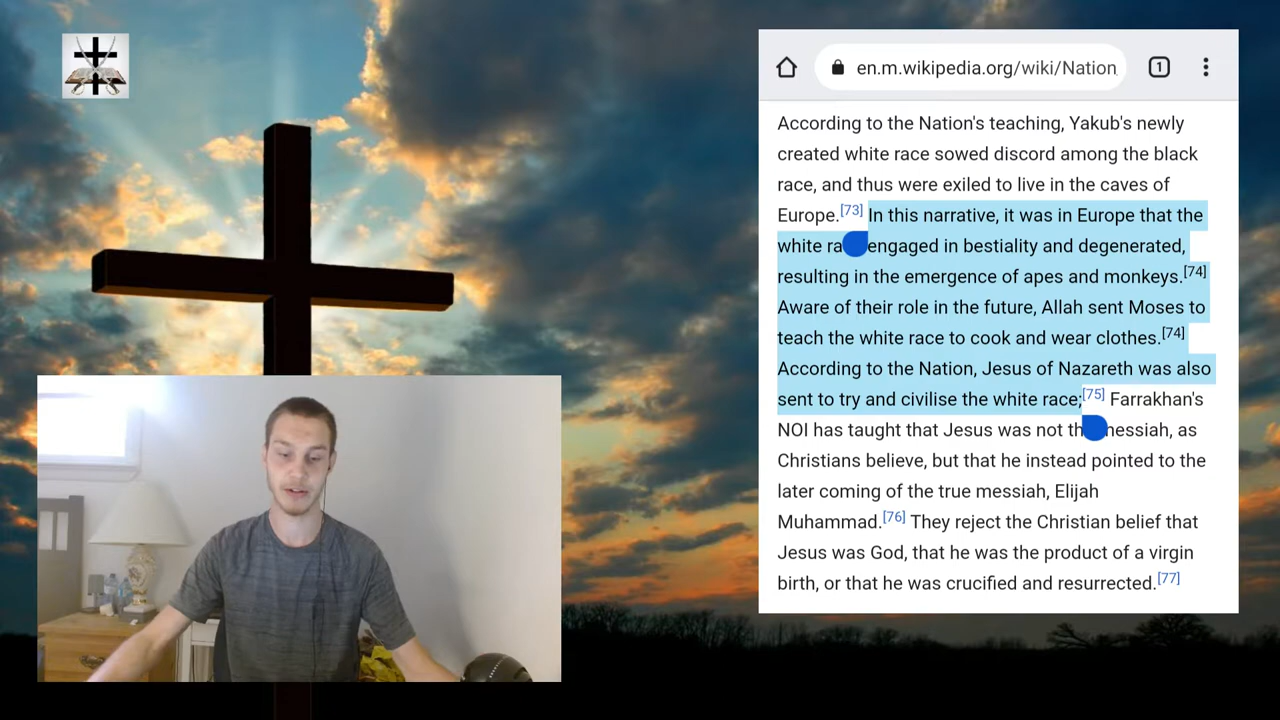 en.m.wikipedia.org/wiki/Nation
1
According to the Nation's teaching, Yakub's newly
created white race sowed discord among the black
race, and thus were exiled to live in the caves of
Europe.[73] In this narrative, it was in Europe that the
white ra engaged in bestiality and degenerated,
resulting in the emergence of apes and monkeys.[74]
Aware of their role in the future, Allah sent Moses to
teach the white race to cook and wear clothes.[74]
According to the Nation, Jesus of Nazareth was also
sent to try and civilise the white race;[75] Farrakhan's
NOI has taught that Jesus was not th messiah, as
Christians believe, but that he instead pointed to the
later coming of the true messiah, Elijah
Muhammad.[76] They reject the Christian belief that
Jesus was God, that he was the product of a virgin
birth, or that he was crucified and resurrected.[77]